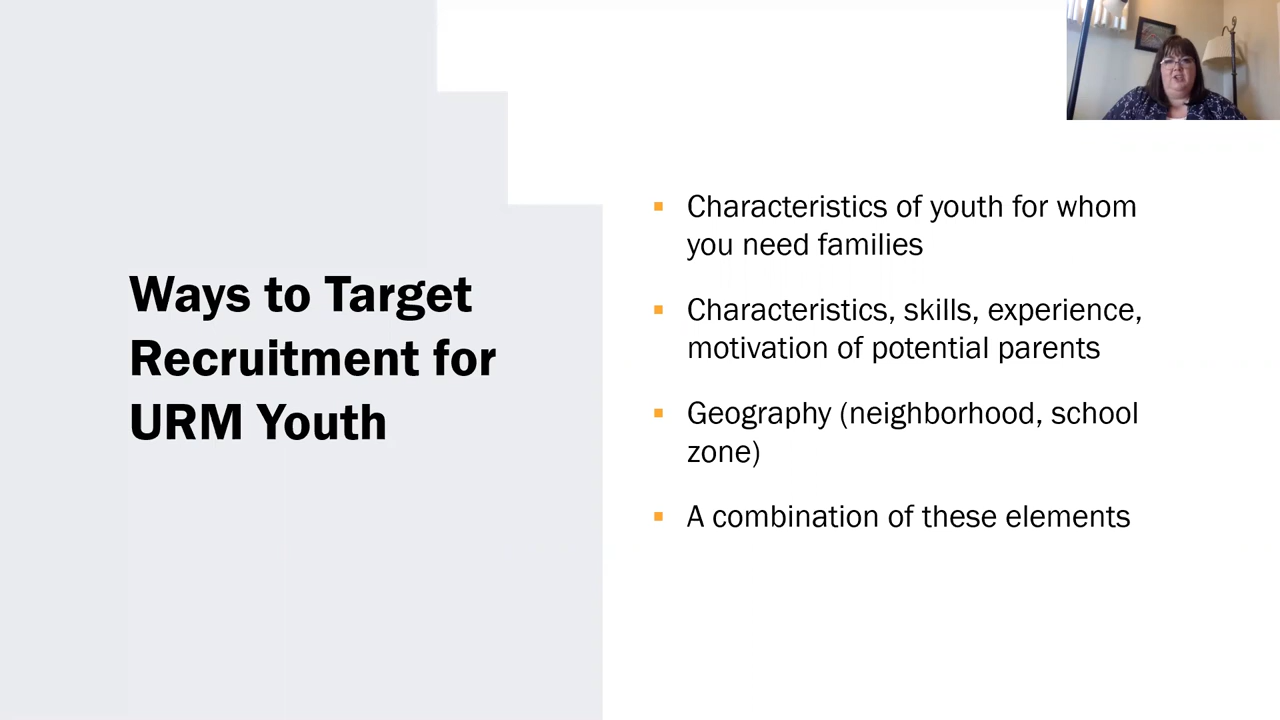 Ways to Target
Recruitment for
URM Youth
Characteristics of youth for whom
you need families
Characteristics, skills, experience,
motivation of potential parents
Geography (neighborhood, school
zone)
A combination of these elements